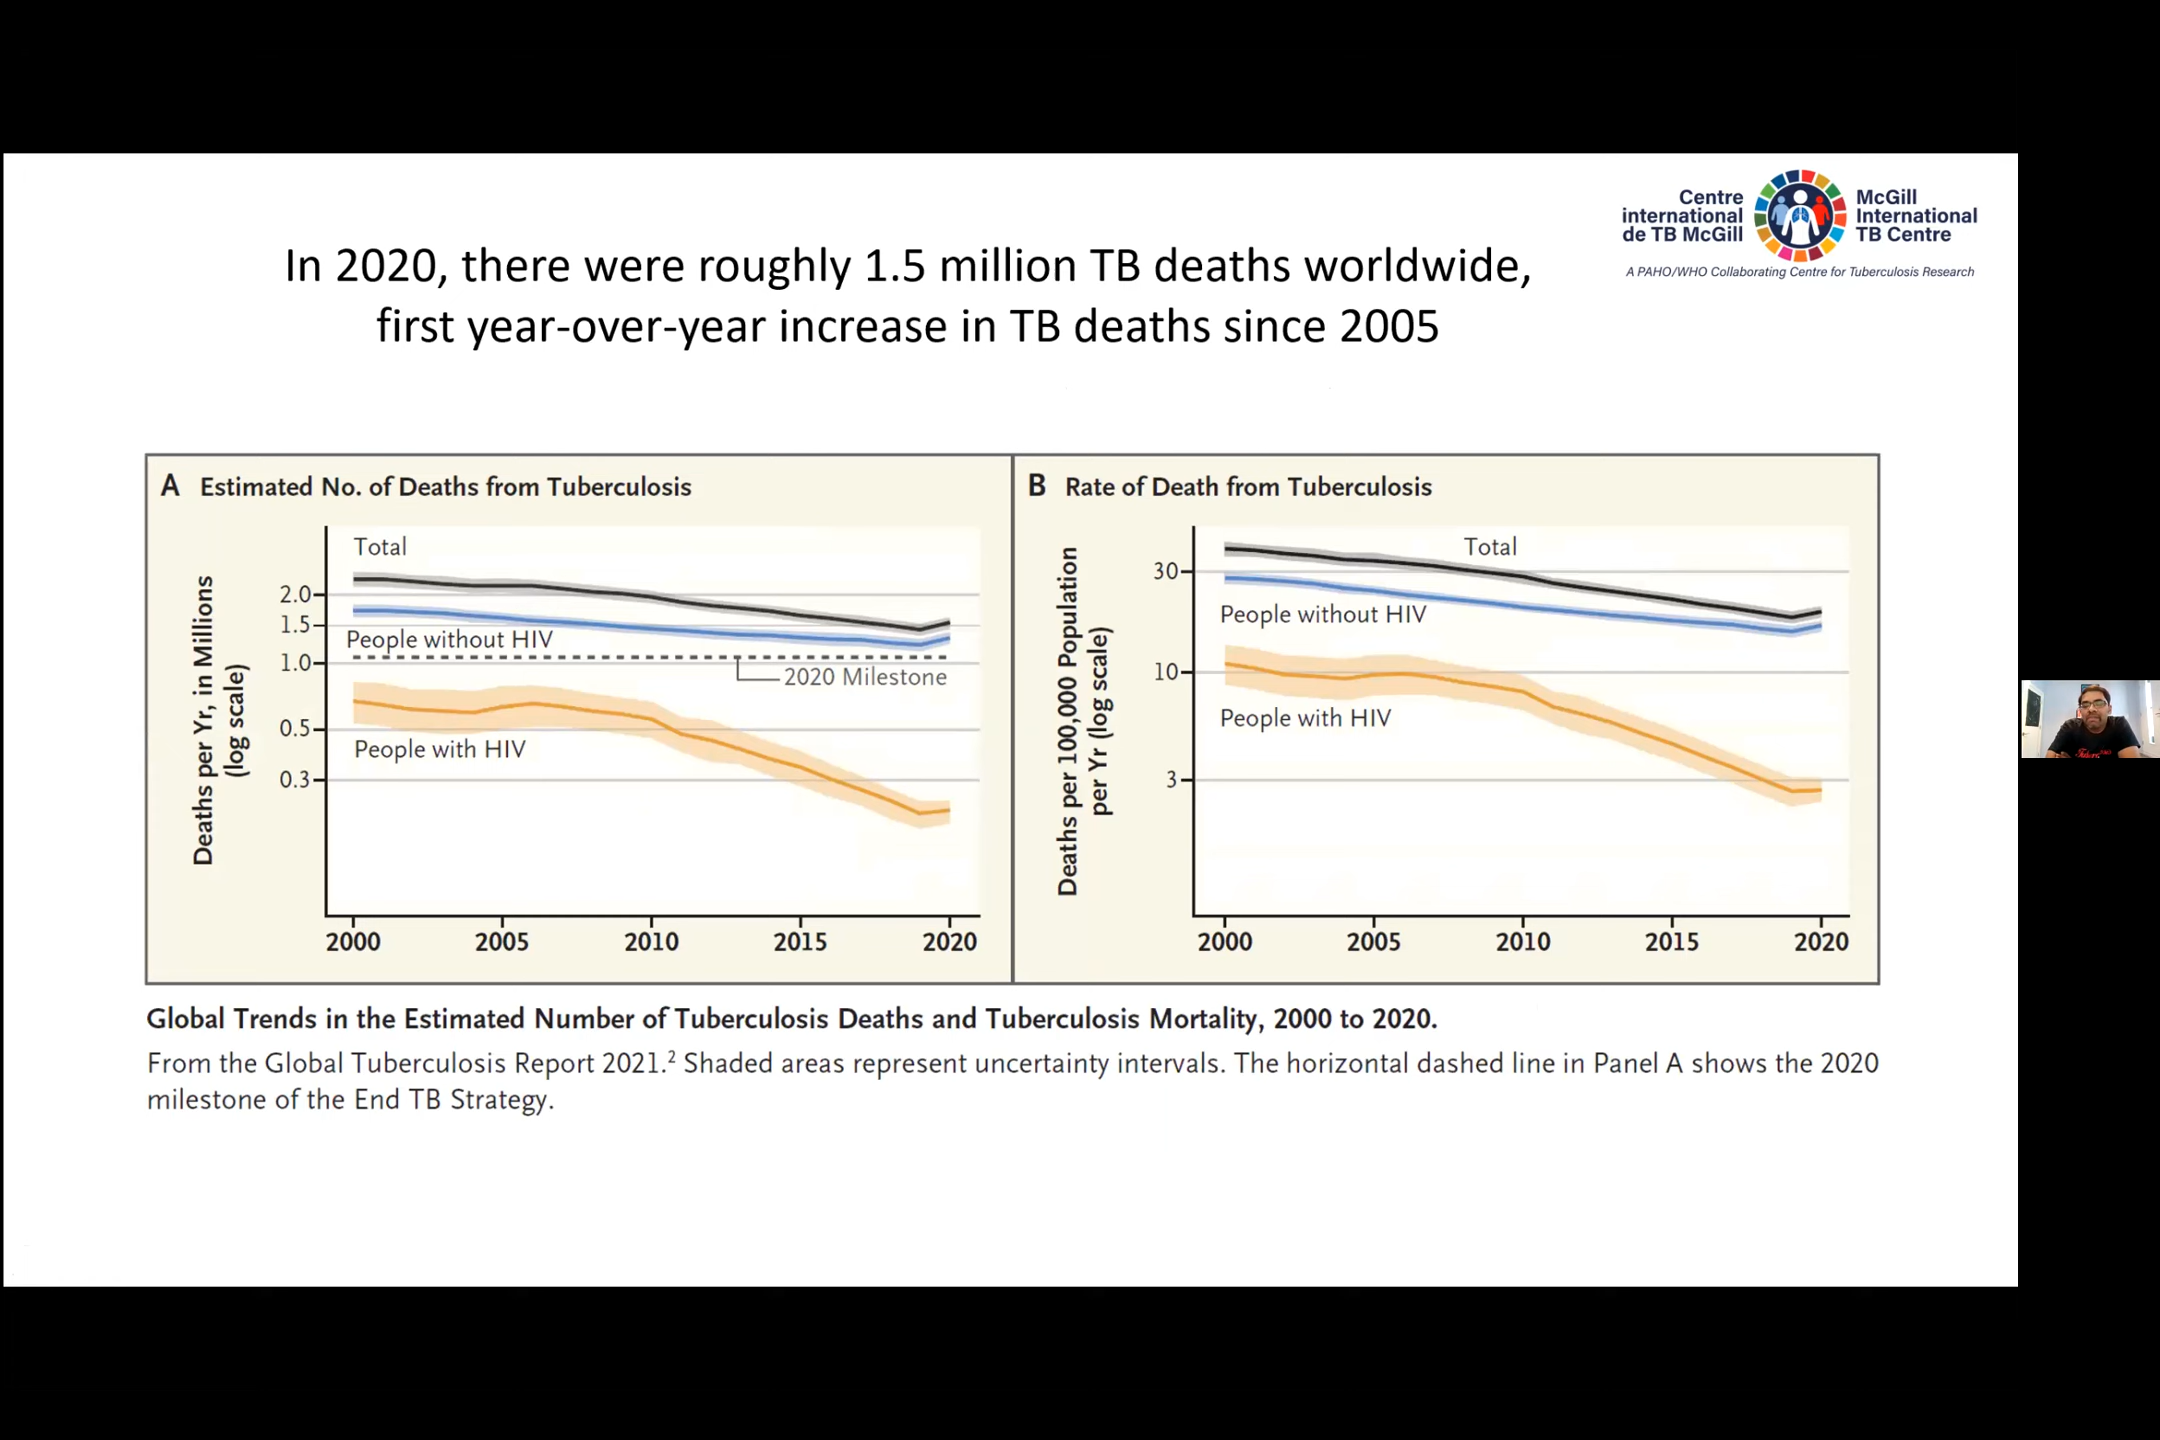 Centre
international
de TB McGill
McGill
International
TB Centre
A PAHO/WHO Collaborating Centre for Tuberculosis Research
In 2020, there were roughly 1.5 million TB deaths worldwide,
first year-over-year increase in TB deaths since 2005
A Estimated No. of Deaths from Tuberculosis
Deaths per Yr, in Millions
(log scale)
2.0
1.5
1.0
0.5
0.3
Total
People without HIV
2020 Milestone
People with HIV
2000 2005 2010 2015 2020
B Rate of Death from Tuberculosis
Deaths per 100,000 Population
per Yr (log scale)
30
10
3
Total
People without HIV
People with HIV
2000 2005 2010 2015 2020
Global Trends in the Estimated Number of Tuberculosis Deaths and Tuberculosis Mortality, 2000 to 2020.
From the Global Tuberculosis Report 2021.² Shaded areas represent uncertainty intervals. The horizontal dashed line in Panel A shows the 2020
milestone of the End TB Strategy.